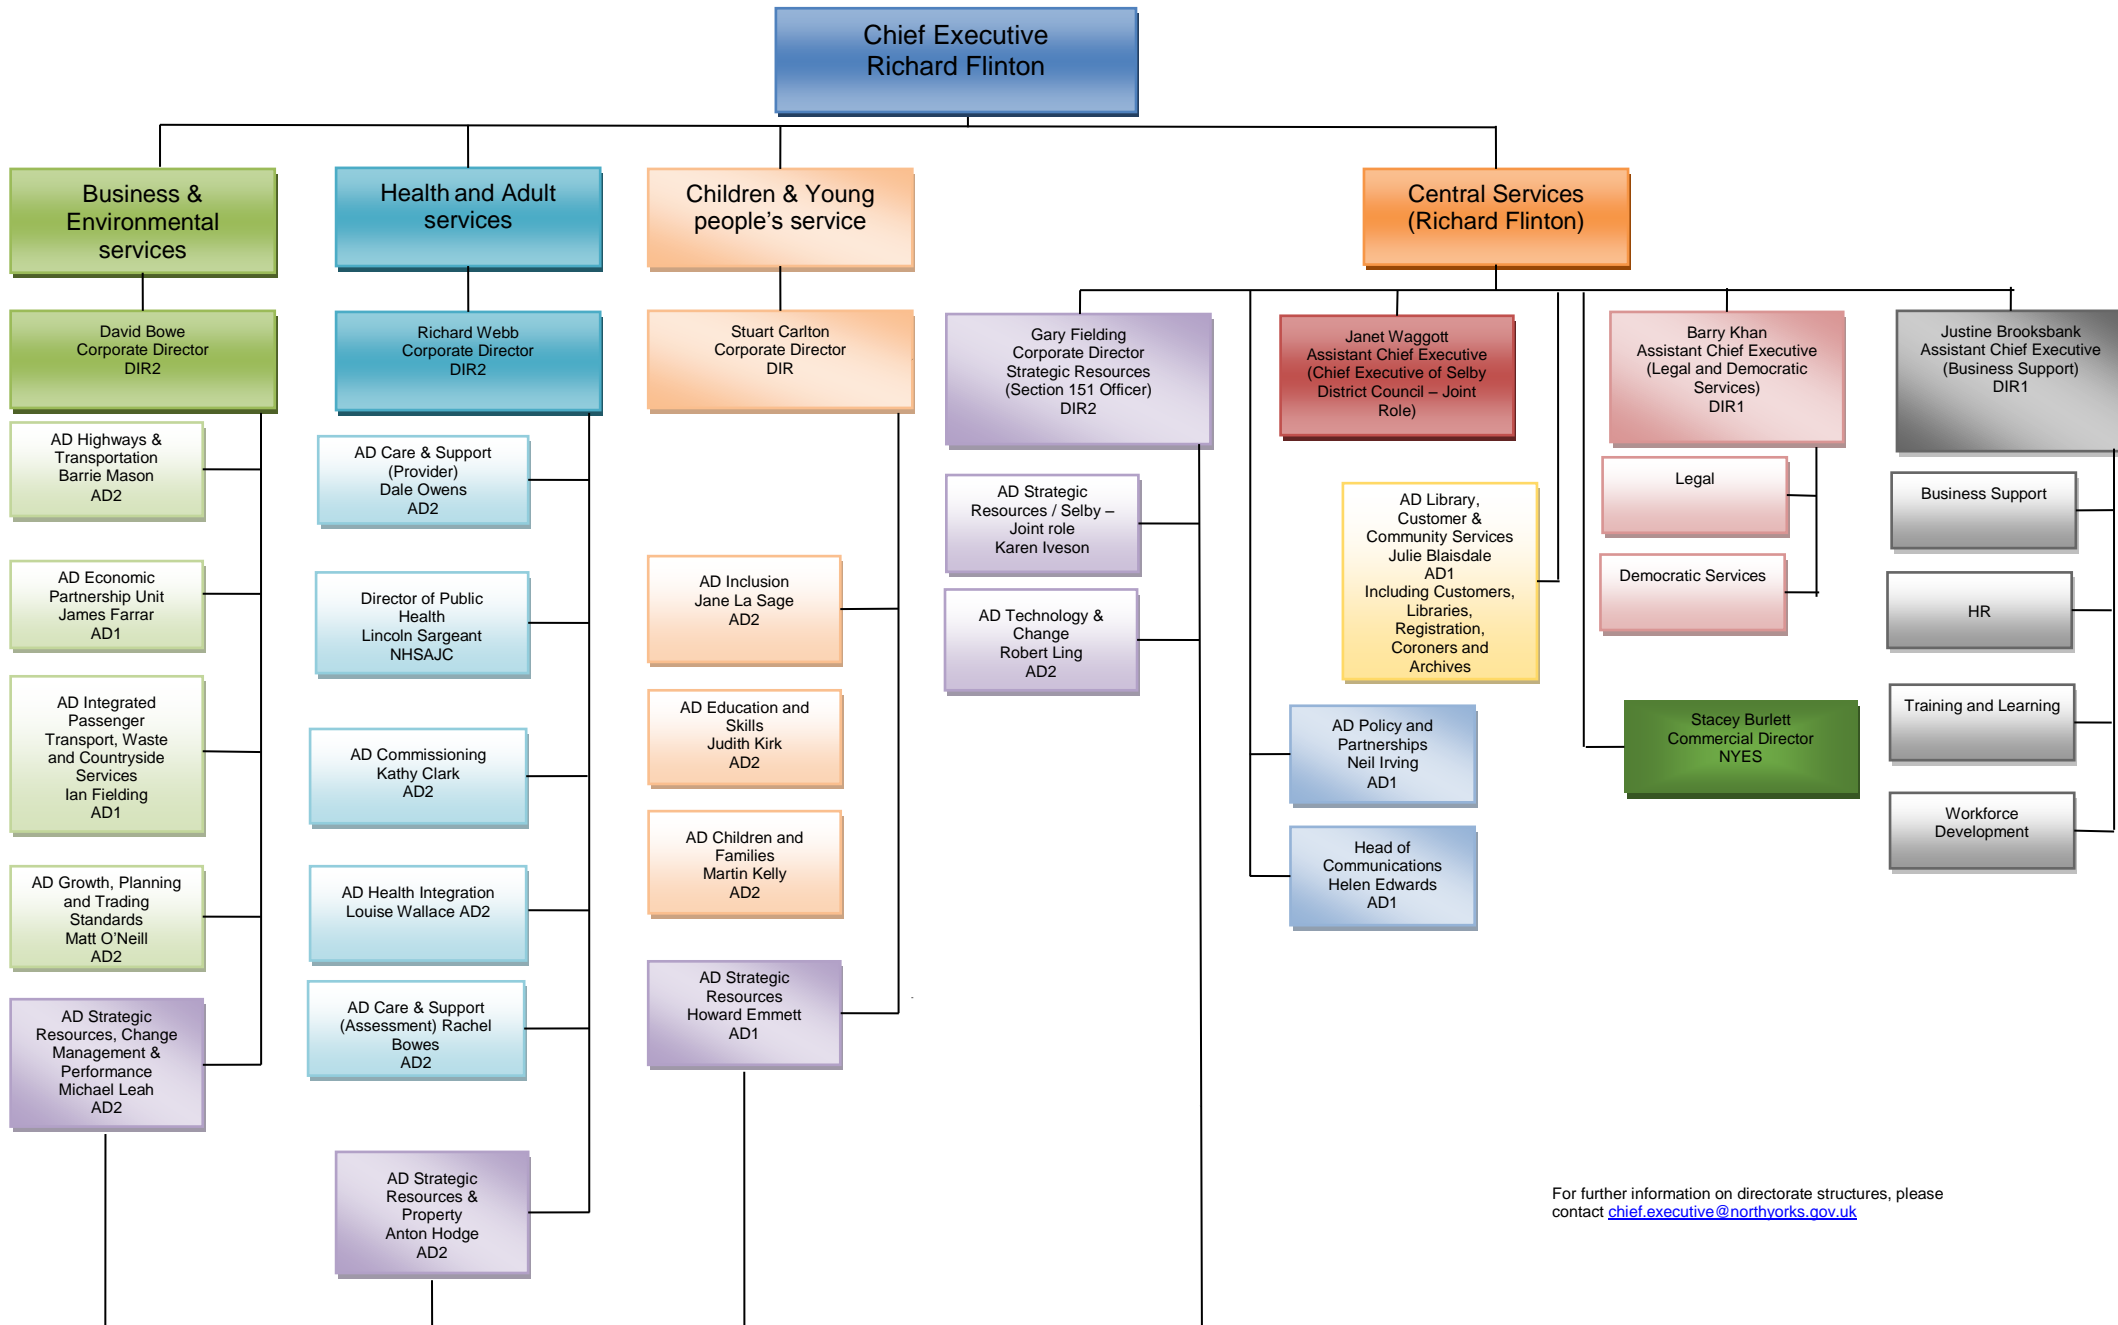 Chief Executive
Richard Flinton
Business &
Environmental
services
Health and Adult
services
Children & Young
people’s service
Central Services
(Richard Flinton)
David Bowe
Corporate Director
DIR2
AD Highways &
Transportation
Barrie Mason
AD2
AD Economic
Partnership Unit
James Farrar
AD1
AD Integrated
Passenger
Transport, Waste
and Countryside
Services
Ian Fielding
AD1
AD Growth, Planning
and Trading
Standards
Matt O’Neill
AD2
AD Strategic
Resources, Change
Management &
Performance
Michael Leah
AD2
Richard Webb
Corporate Director
DIR2
AD Care & Support
(Provider)
Dale Owens
AD2
Director of Public
Health
Lincoln Sargeant
NHSAJC
AD Commissioning
Kathy Clark
AD2
AD Health Integration
Louise Wallace AD2
AD Care & Support
(Assessment) Rachel
Bowes
AD2
AD Strategic
Resources &
Property
Anton Hodge
AD2
Stuart Carlton
Corporate Director
DIR
AD Inclusion
Jane La Sage
AD2
AD Education and
Skills
Judith Kirk
AD2
AD Children and
Families
Martin Kelly
AD2
AD Strategic
Resources
Howard Emmett
AD1
Gary Fielding
Corporate Director
Strategic Resources
(Section 151 Officer)
DIR2
AD Strategic
Resources / Selby –
Joint role
Karen Iveson
AD Technology &
Change
Robert Ling
AD2
Janet Waggott
Assistant Chief Executive
(Chief Executive of Selby
District Council – Joint
Role)
AD Library,
Customer &
Community Services
Julie Blaisdale
AD1
Including Customers,
Libraries,
Registration,
Coroners and
Archives
AD Policy and
Partnerships
Neil Irving
AD1
Head of
Communications
Helen Edwards
AD1
Barry Khan
Assistant Chief Executive
(Legal and Democratic
Services)
DIR1
Legal
Democratic Services
Stacey Burlett
Commercial Director
NYES
Justine Brooksbank
Assistant Chief Executive
(Business Support)
DIR1
Business Support
HR
Training and Learning
Workforce
Development
For further information on directorate structures, please
contact chief.executive@northyorks.gov.uk